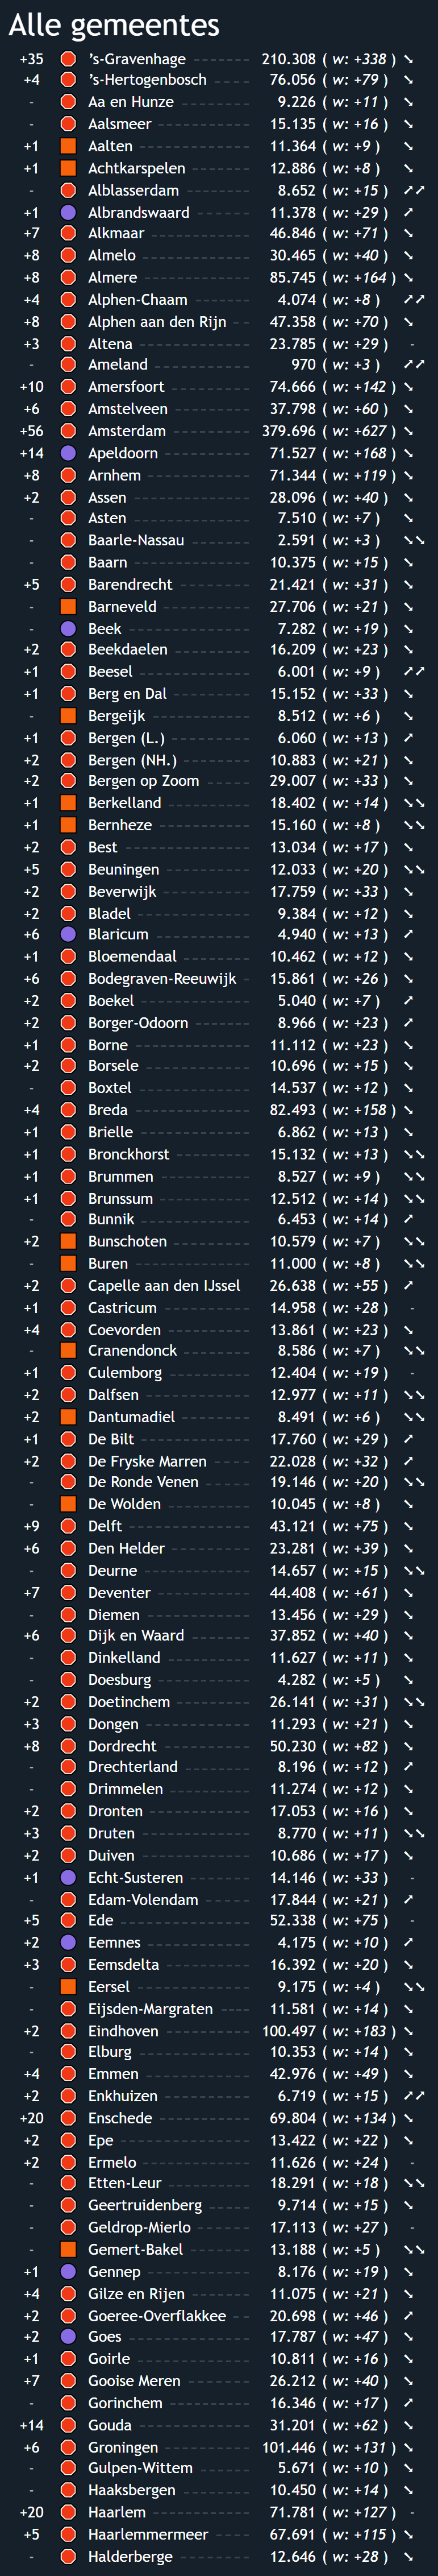 Alle gemeentes
+35 's-Gravenhage 210.308 ( w: +338 ) ↘
+4 's-Hertogenbosch 76.056 ( w: +79 ) ↘
- Aa en Hunze 9.226 ( w: +11 ) ↘
- Aalsmeer 15.135 ( w: +16 ) ↘
+1 Aalten 11.364 ( w: +9 ) ↘
+1 Achtkarspelen 12.886 ( w: +8 ) ↘
- Alblasserdam 8.652 ( w: +15 ) ↗↗
+1 Albrandswaard 11.378 ( w: +29 ) ↗
+7 Alkmaar 46.846 ( w: +71 ) ↘
+8 Almelo 30.465 ( w: +40 ) ↘
+8 Almere 85.745 ( w: +164 ) ↘
+4 Alphen-Chaam 4.074 ( w: +8 ) ↗↗
+8 Alphen aan den Rijn 47.358 ( w: +70 ) ↘
+3 Altena 23.785 ( w: +29 ) -
- Ameland 970 ( w: +3 ) ↗↗
+10 Amersfoort 74.666 ( w: +142 ) ↘
+6 Amstelveen 37.798 ( w: +60 ) ↘
+56 Amsterdam 379.696 ( w: +627 ) ↘
+14 Apeldoorn 71.527 ( w: +168 ) ↘
+8 Arnhem 71.344 ( w: +119 ) ↘
+2 Assen 28.096 ( w: +40 ) ↘
- Asten 7.510 ( w: +7 ) ↘
- Baarle-Nassau 2.591 ( w: +3 ) ↘↘
- Baarn 10.375 ( w: +15 ) ↘
+5 Barendrecht 21.421 ( w: +31 ) ↘
- Barneveld 27.706 ( w: +21 ) ↘
- Beek 7.282 ( w: +19 ) ↘
+2 Beekdaelen 16.209 ( w: +23 ) ↘
+1 Beesel 6.001 ( w: +9 ) ↗↗
+1 Berg en Dal 15.152 ( w: +33 ) ↘
- Bergeijk 8.512 ( w: +6 ) ↘
+1 Bergen (L.) 6.060 ( w: +13 ) ↗
+2 Bergen (NH.) 10.883 ( w: +21 ) ↘
+2 Bergen op Zoom 29.007 ( w: +33 ) ↘
+1 Berkelland 18.402 ( w: +14 ) ↘↘
+1 Bernheze 15.160 ( w: +8 ) ↘↘
+2 Best 13.034 ( w: +17 ) ↘
+5 Beuningen 12.033 ( w: +20 ) ↘↘
+2 Beverwijk 17.759 ( w: +33 ) ↘
+2 Bladel 9.384 ( w: +12 ) ↘
+6 Blaricum 4.940 ( w: +13 ) ↗
+1 Bloemendaal 10.462 ( w: +12 ) ↘
+6 Bodegraven-Reeuwijk 15.861 ( w: +26 ) ↘
+2 Boekel 5.040 ( w: +7 ) ↗
+2 Borger-Odoorn 8.966 ( w: +23 ) ↗
+1 Borne 11.112 ( w: +23 ) ↘
+2 Borsele 10.696 ( w: +15 ) ↘
- Boxtel 14.537 ( w: +12 ) ↘
+4 Breda 82.493 ( w: +158 ) ↘
+1 Brielle 6.862 ( w: +13 ) ↘
+1 Bronckhorst 15.132 ( w: +13 ) ↘↘
+1 Brummen 8.527 ( w: +9 ) ↘↘
+1 Brunssum 12.512 ( w: +14 ) ↘↘
- Bunnik 6.453 ( w: +14 ) ↗
+2 Bunschoten 10.579 ( w: +7 ) ↘↘
- Buren 11.000 ( w: +8 ) ↘↘
+2 Capelle aan den IJssel 26.638 ( w: +55 ) ↗
+1 Castricum 14.958 ( w: +28 ) -
+4 Coevorden 13.861 ( w: +23 ) ↘
- Cranendonck 8.586 ( w: +7 ) ↘↘
+1 Culemborg 12.404 ( w: +19 ) -
+2 Dalfsen 12.977 ( w: +11 ) ↘↘
+2 Dantumadiel 8.491 ( w: +6 ) ↘↘
+1 De Bilt 17.760 ( w: +29 ) ↗
+2 De Fryske Marren 22.028 ( w: +32 ) ↗
- De Ronde Venen 19.146 ( w: +20 ) ↘↘
- De Wolden 10.045 ( w: +8 ) ↘
+9 Delft 43.121 ( w: +75 ) ↘
+6 Den Helder 23.281 ( w: +39 ) ↘
- Deurne 14.657 ( w: +15 ) ↘↘
+7 Deventer 44.408 ( w: +61 ) ↘
- Diemen 13.456 ( w: +29 ) ↘
+6 Dijk en Waard 37.852 ( w: +40 ) ↘
- Dinkelland 11.627 ( w: +11 ) ↘
- Doesburg 4.282 ( w: +5 ) ↘
+2 Doetinchem 26.141 ( w: +31 ) ↘↘
+3 Dongen 11.293 ( w: +21 ) ↘
+8 Dordrecht 50.230 ( w: +82 ) ↘
- Drechterland 8.196 ( w: +12 ) ↗
- Drimmelen 11.274 ( w: +12 ) ↘
+2 Dronten 17.053 ( w: +16 ) ↘
+3 Druten 8.770 ( w: +11 ) ↘↘
+2 Duiven 10.686 ( w: +17 ) ↘
+1 Echt-Susteren 14.146 ( w: +33 ) -
- Edam-Volendam 17.844 ( w: +21 ) ↗
+5 Ede 52.338 ( w: +75 ) -
+2 Eemnes 4.175 ( w: +10 ) ↗
+3 Eemsdelta 16.392 ( w: +20 ) ↘
- Eersel 9.175 ( w: +4 ) ↘↘
- Eijsden-Margraten 11.581 ( w: +14 ) ↘
+2 Eindhoven 100.497 ( w: +183 ) ↘
- Elburg 10.353 ( w: +14 ) ↘
+4 Emmen 42.976 ( w: +49 ) ↘
+2 Enkhuizen 6.719 ( w: +15 ) ↗↗
+20 Enschede 69.804 ( w: +134 ) ↘
+2 Epe 13.422 ( w: +22 ) ↘
+2 Ermelo 11.626 ( w: +24 ) -
- Etten-Leur 18.291 ( w: +18 ) ↘↘
- Geertruidenberg 9.714 ( w: +15 ) ↘
- Geldrop-Mierlo 17.113 ( w: +27 ) -
- Gemert-Bakel 13.188 ( w: +5 ) ↘↘
+1 Gennep 8.176 ( w: +19 ) ↘
+4 Gilze en Rijen 11.075 ( w: +21 ) ↘
+2 Goeree-Overflakkee 20.698 ( w: +46 ) ↗
+2 Goes 17.787 ( w: +47 ) ↘
+1 Goirle 10.811 ( w: +16 ) ↘
+7 Gooise Meren 26.212 ( w: +40 ) ↘
- Gorinchem 16.346 ( w: +17 ) ↗
+14 Gouda 31.201 ( w: +62 ) ↘
+6 Groningen 101.446 ( w: +131 ) ↘
- Gulpen-Wittem 5.671 ( w: +10 ) ↘
- Haaksbergen 10.450 ( w: +14 ) ↘
+20 Haarlem 71.781 ( w: +127 ) -
+5 Haarlemmermeer 67.691 ( w: +115 ) ↘
- Halderberge 12.646 ( w: +28 ) ↘